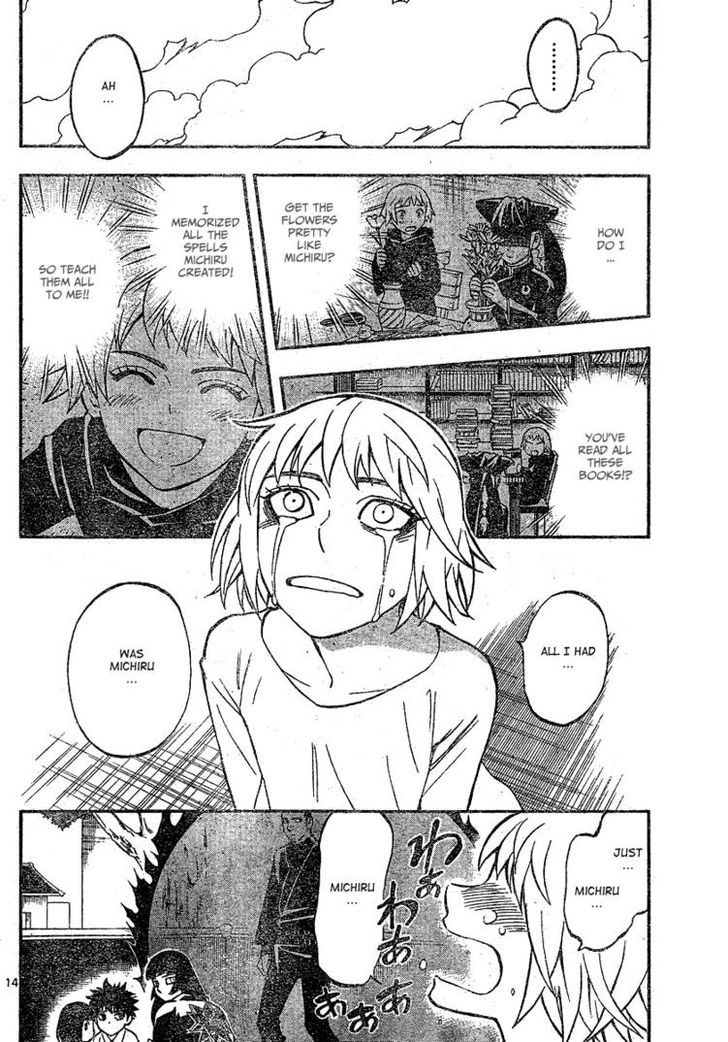 ..........
AH
...
HOW
DO I
...
GET THE
FLOWERS
PRETTY
LIKE
MICHIRU?
I
MEMORIZED
ALL THE
SPELLS
MICHIRU
CREATED!
SO TEACH
THEM ALL
TO ME!!
YOU'VE
READ ALL
THESE
BOOKS!?
ALL I HAD
...
WAS
MICHIRU
...
JUST
...
MICHIRU
...
MICHIRU
...
わぁ
わぁぁ
ああぁ
14